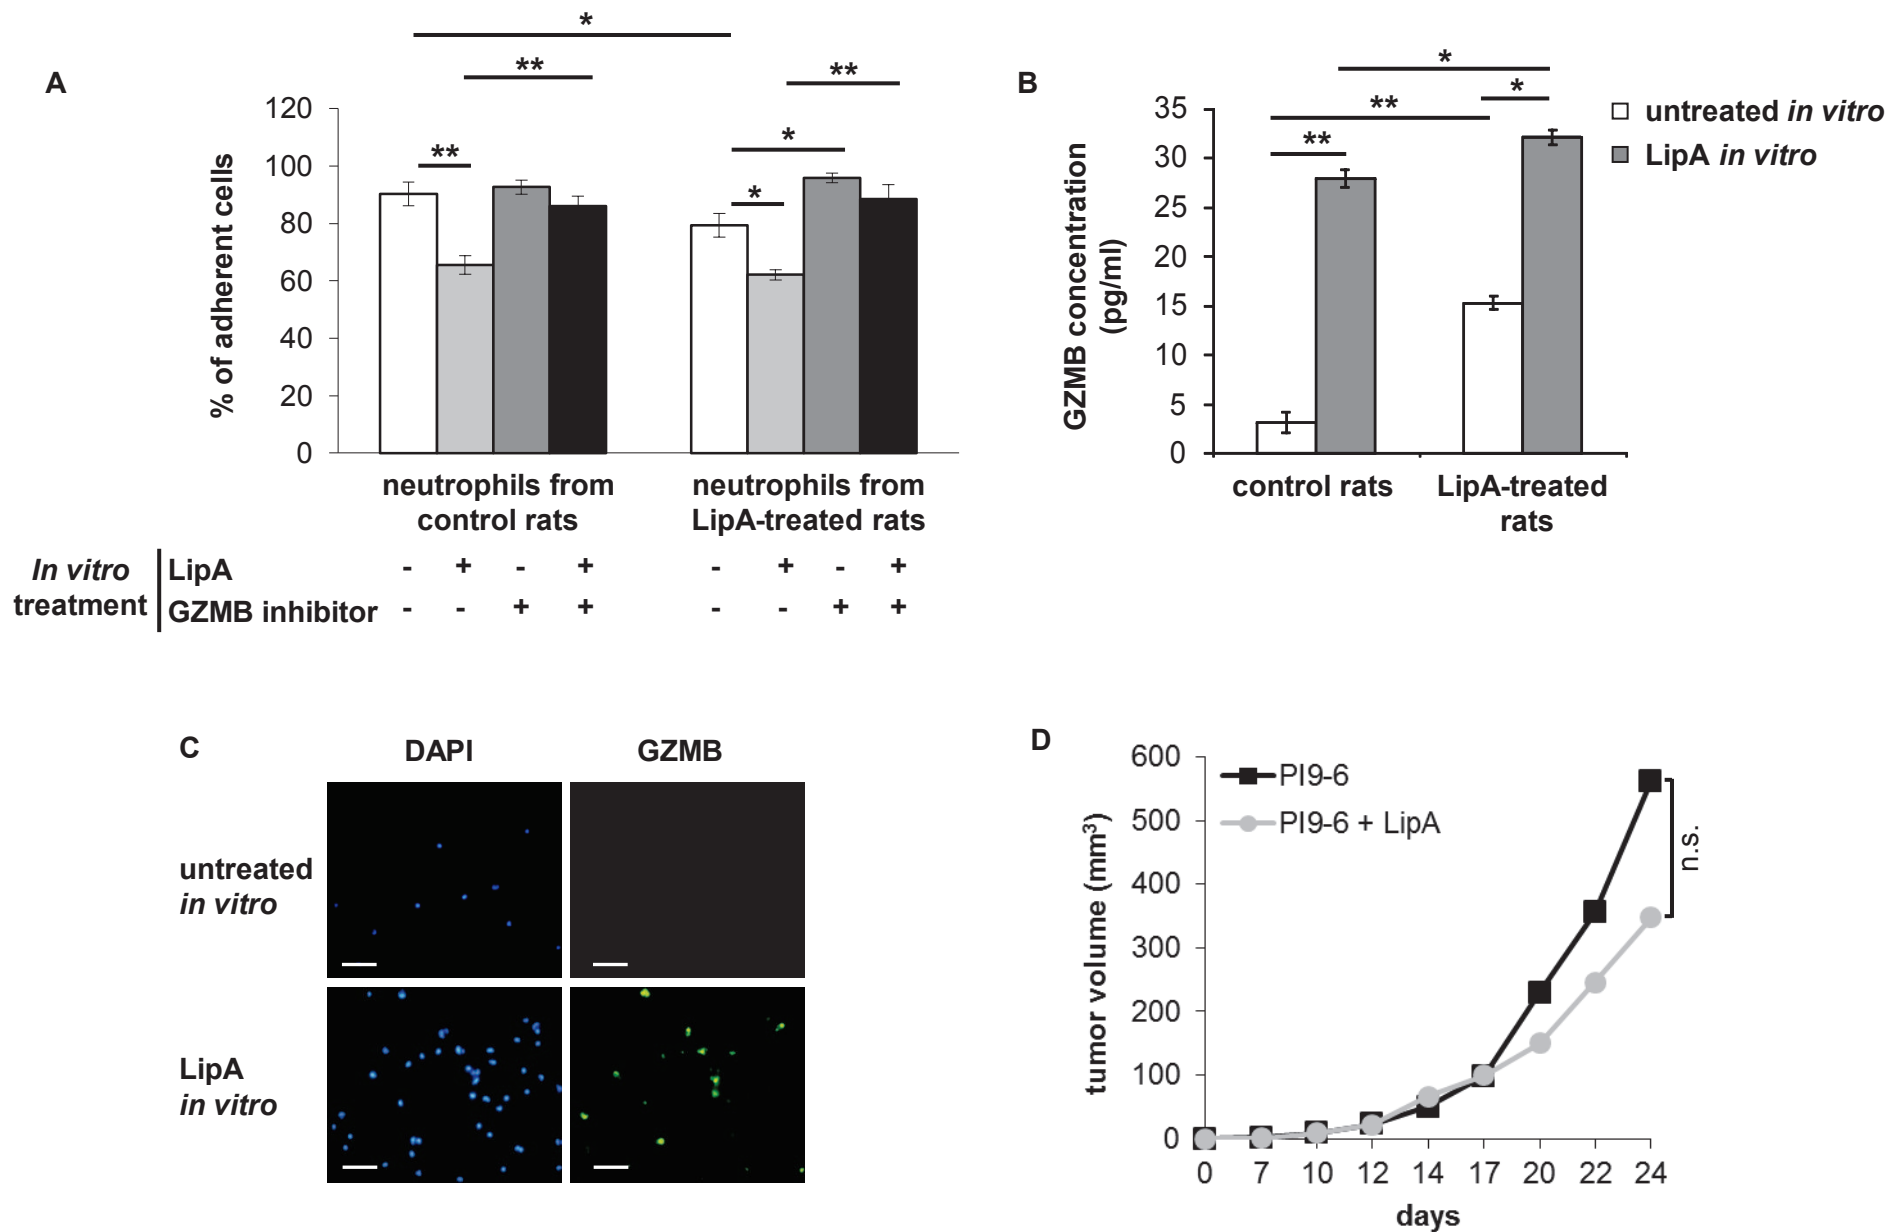 A
*
**
**
**
*
*
120
100
80
60
40
20
0
% of adherent cells
neutrophils from
control rats
neutrophils from
LipA-treated rats
In vitro
treatment
LipA - + - + - + - +
GZMB inhibitor - - + + - - + +
B
*
**
*
**
35
30
25
20
15
10
5
0
GZMB concentration
(pg/ml)
control rats
LipA-treated
rats
untreated in vitro
LipA in vitro
C
DAPI GZMB
untreated
in vitro
LipA
in vitro
D
600
500
400
300
200
100
0
tumor volume (mm³)
PI9-6
PI9-6 + LipA
n.s.
0 7 10 12 14 17 20 22 24
days